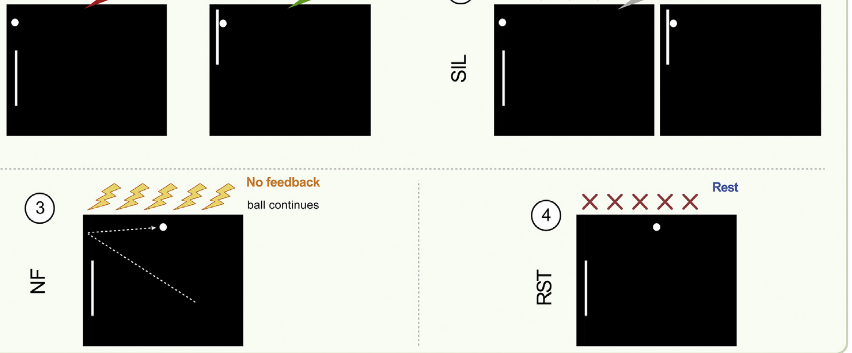 SIL
3
No feedback
ball continues
NF
4
Rest
RST